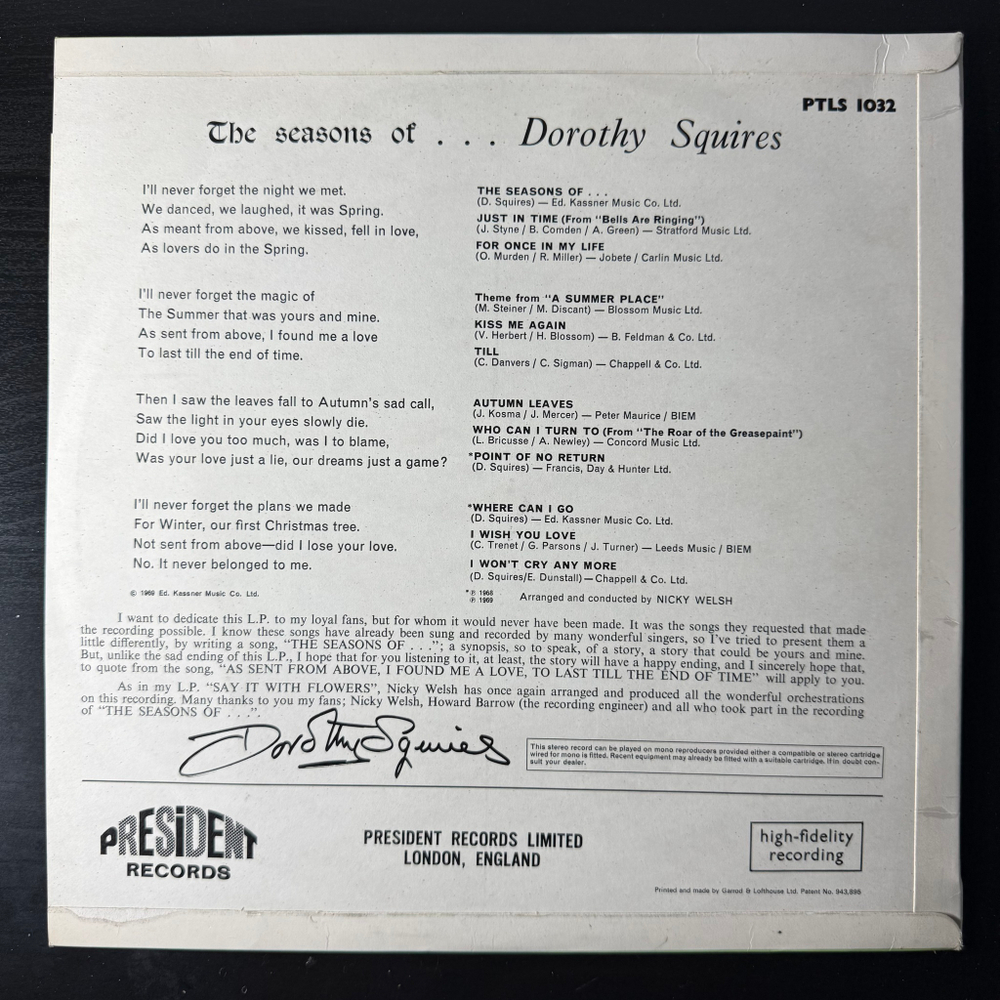 PTLS 1032
The seasons of . . . Dorothy Squires
I'll never forget the night we met.
We danced, we laughed, it was Spring.
As meant from above, we kissed, fell in love,
As lovers do in the Spring.
THE SEASONS OF . . .
(D. Squires) — Ed. Kassner Music Co. Ltd.
JUST IN TIME (From "Bells Are Ringing")
(J. Styne / B. Comden / A. Green) — Stratford Music Ltd.
FOR ONCE IN MY LIFE
(O. Murden / R. Miller) — Jobete / Carlin Music Ltd.
I'll never forget the magic of
The Summer that was yours and mine.
As sent from above, I found me a love
To last till the end of time.
Theme from "A SUMMER PLACE"
(M. Steiner / M. Discant) — Blossom Music Ltd.
KISS ME AGAIN
(V. Herbert / H. Blossom) — B. Feldman & Co. Ltd.
TILL
(C. Danvers / C. Sigman) — Chappell & Co. Ltd.
Then I saw the leaves fall to Autumn's sad call,
Saw the light in your eyes slowly die.
Did I love you too much, was I to blame,
Was your love just a lie, our dreams just a game?
AUTUMN LEAVES
(J. Kosma / J. Mercer) — Peter Maurice / BIEM
WHO CAN I TURN TO (From "The Roar of the Greasepaint")
(L. Bricusse / A. Newley) — Concord Music Ltd.
*POINT OF NO RETURN
(D. Squires) — Francis, Day & Hunter Ltd.
I'll never forget the plans we made
For Winter, our first Christmas tree.
Not sent from above—did I lose your love.
No. It never belonged to me.
*WHERE CAN I GO
(D. Squires) — Ed. Kassner Music Co. Ltd.
I WISH YOU LOVE
(C. Trenet / G. Parsons / J. Turner) — Leeds Music / BIEM
I WON'T CRY ANY MORE
(D. Squires/E. Dunstall)—Chappell & Co. Ltd.
© 1969 Ed. Kassner Music Co. Ltd.
*℗ 1968
℗ 1969
Arranged and conducted by NICKY WELSH
I want to dedicate this L.P. to my loyal fans, but for whom it would never have been made. It was the songs they requested that made
the recording possible. I know these songs have already been sung and recorded by many wonderful singers, so I've tried to present them a
little differently, by writing a song, "THE SEASONS OF . . ."; a synopsis, so to speak, of a story, a story that could be yours and mine.
But, unlike the sad ending of this L.P., I hope that for you listening to it, at least, the story will have a happy ending, and I sincerely hope that,
to quote from the song, "AS SENT FROM ABOVE, I FOUND ME A LOVE, TO LAST TILL THE END OF TIME" will apply to you.
As in my L.P. "SAY IT WITH FLOWERS", Nicky Welsh has once again arranged and produced all the wonderful orchestrations
on this recording. Many thanks to you my fans; Nicky Welsh, Howard Barrow (the recording engineer) and all who took part in the recording
of "THE SEASONS OF . . .".
Dorothy Squires
This stereo record can be played on mono reproducers provided either a compatible or stereo cartridge
wired for mono is fitted. Recent equipment may already be fitted with a suitable cartridge. If in doubt con-
sult your dealer.
PRESiDENT
RECORDS
PRESIDENT RECORDS LIMITED
LONDON, ENGLAND
high-fidelity
recording
Printed and made by Garrod & Lofthouse Ltd. Patent No. 943,895